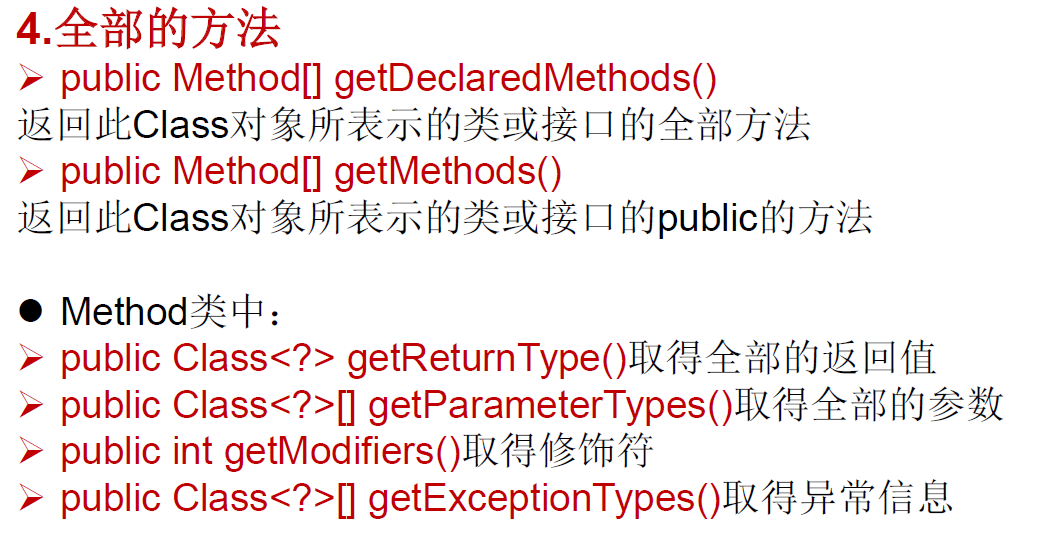 4.全部的方法
➢ public Method[] getDeclaredMethods()
返回此Class对象所表示的类或接口的全部方法
➢ public Method[] getMethods()
返回此Class对象所表示的类或接口的public的方法
● Method类中：
➢ public Class<?> getReturnType()取得全部的返回值
➢ public Class<?>[] getParameterTypes()取得全部的参数
➢ public int getModifiers()取得修饰符
➢ public Class<?>[] getExceptionTypes()取得异常信息